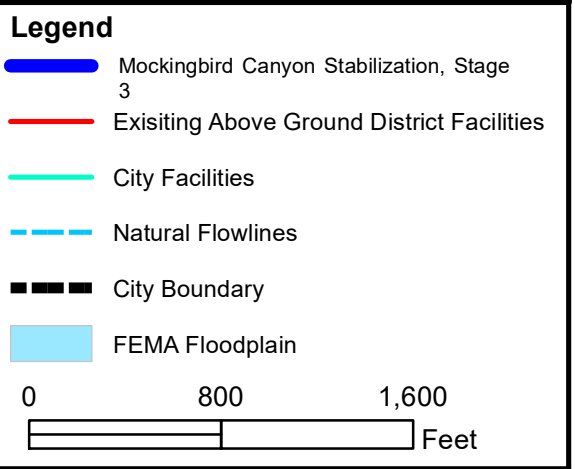 Legend
Mockingbird Canyon Stabilization, Stage
3
Exisiting Above Ground District Facilities
City Facilities
Natural Flowlines
City Boundary
FEMA Floodplain
0 800 1,600
Feet